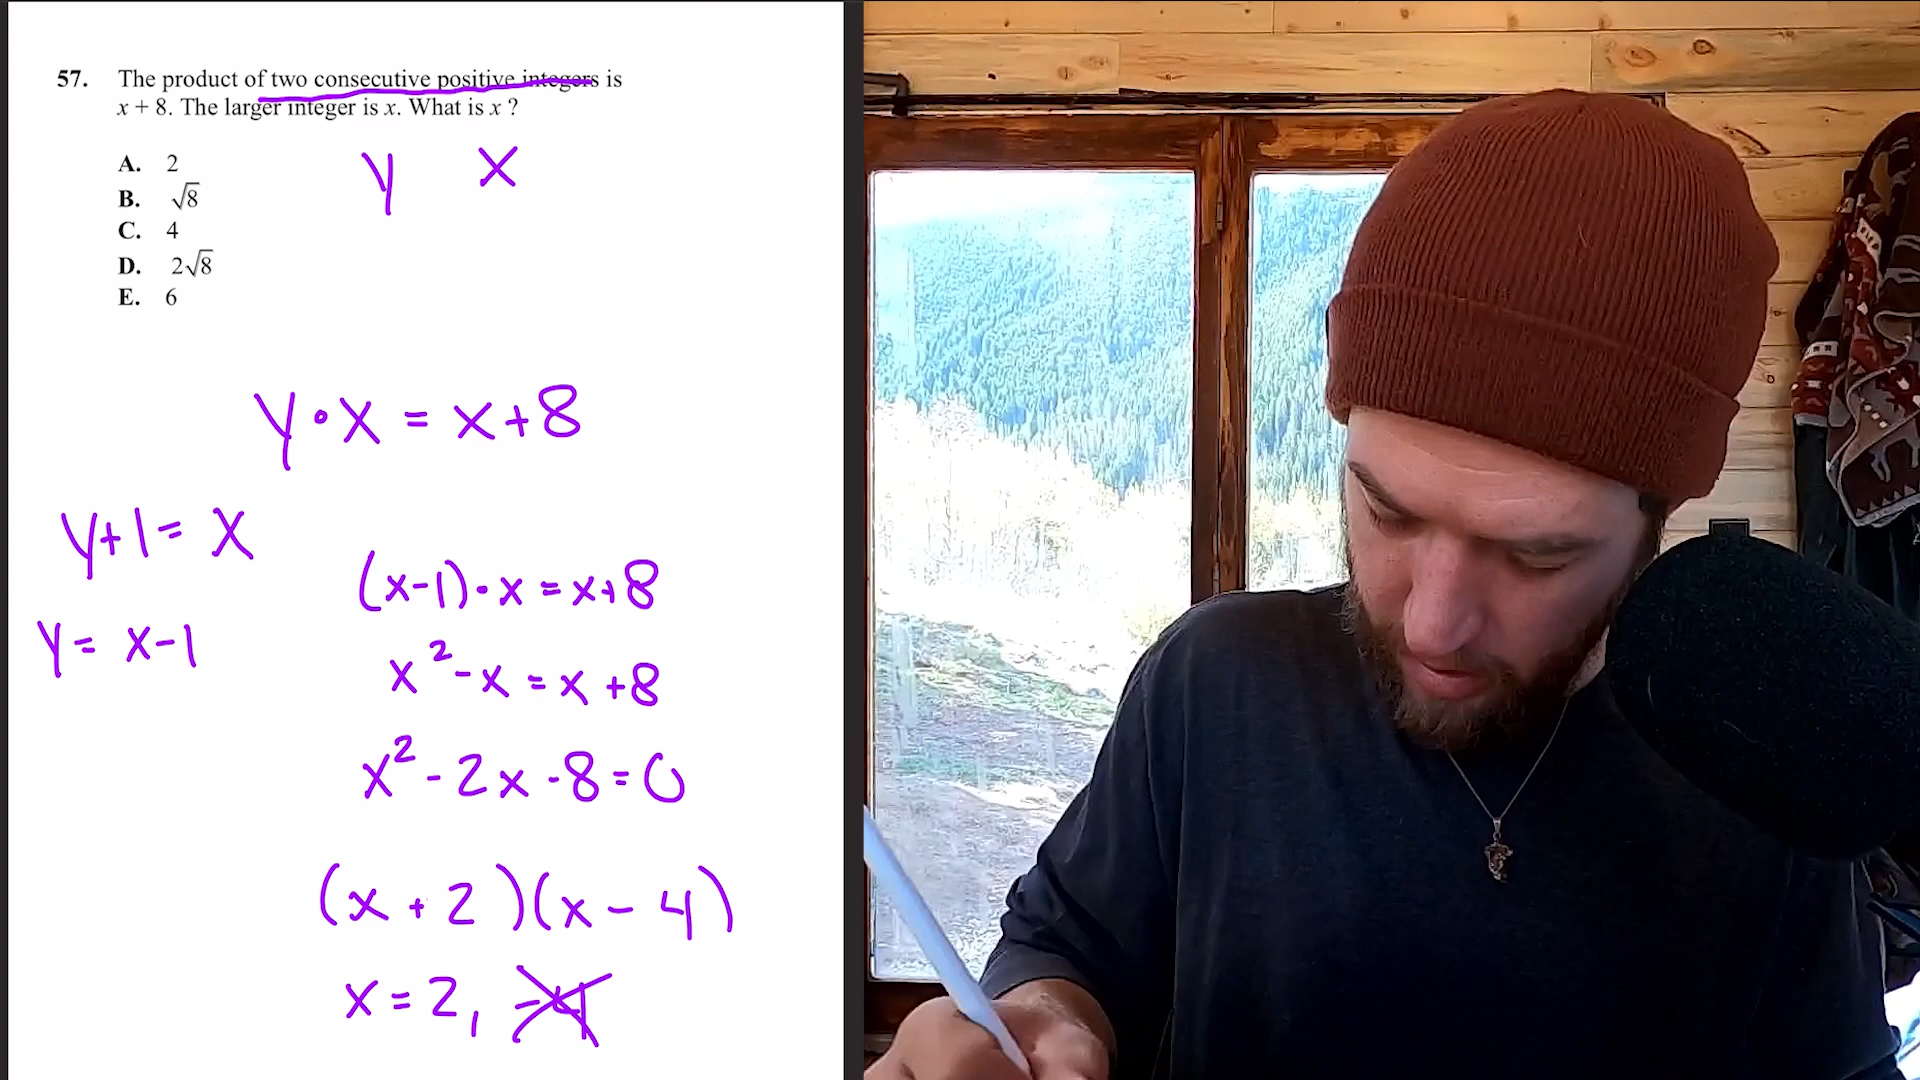 57. The product of two consecutive positive integers is
x + 8. The larger integer is x. What is x ?
A. 2
B. √8
C. 4
D. 2√8
E. 6
y x
y·x = x+8
y+1 = x
y = x-1
(x-1)·x = x+8
x²-x = x+8
x²-2x-8=0
(x+2)(x-4)
x=2, -4